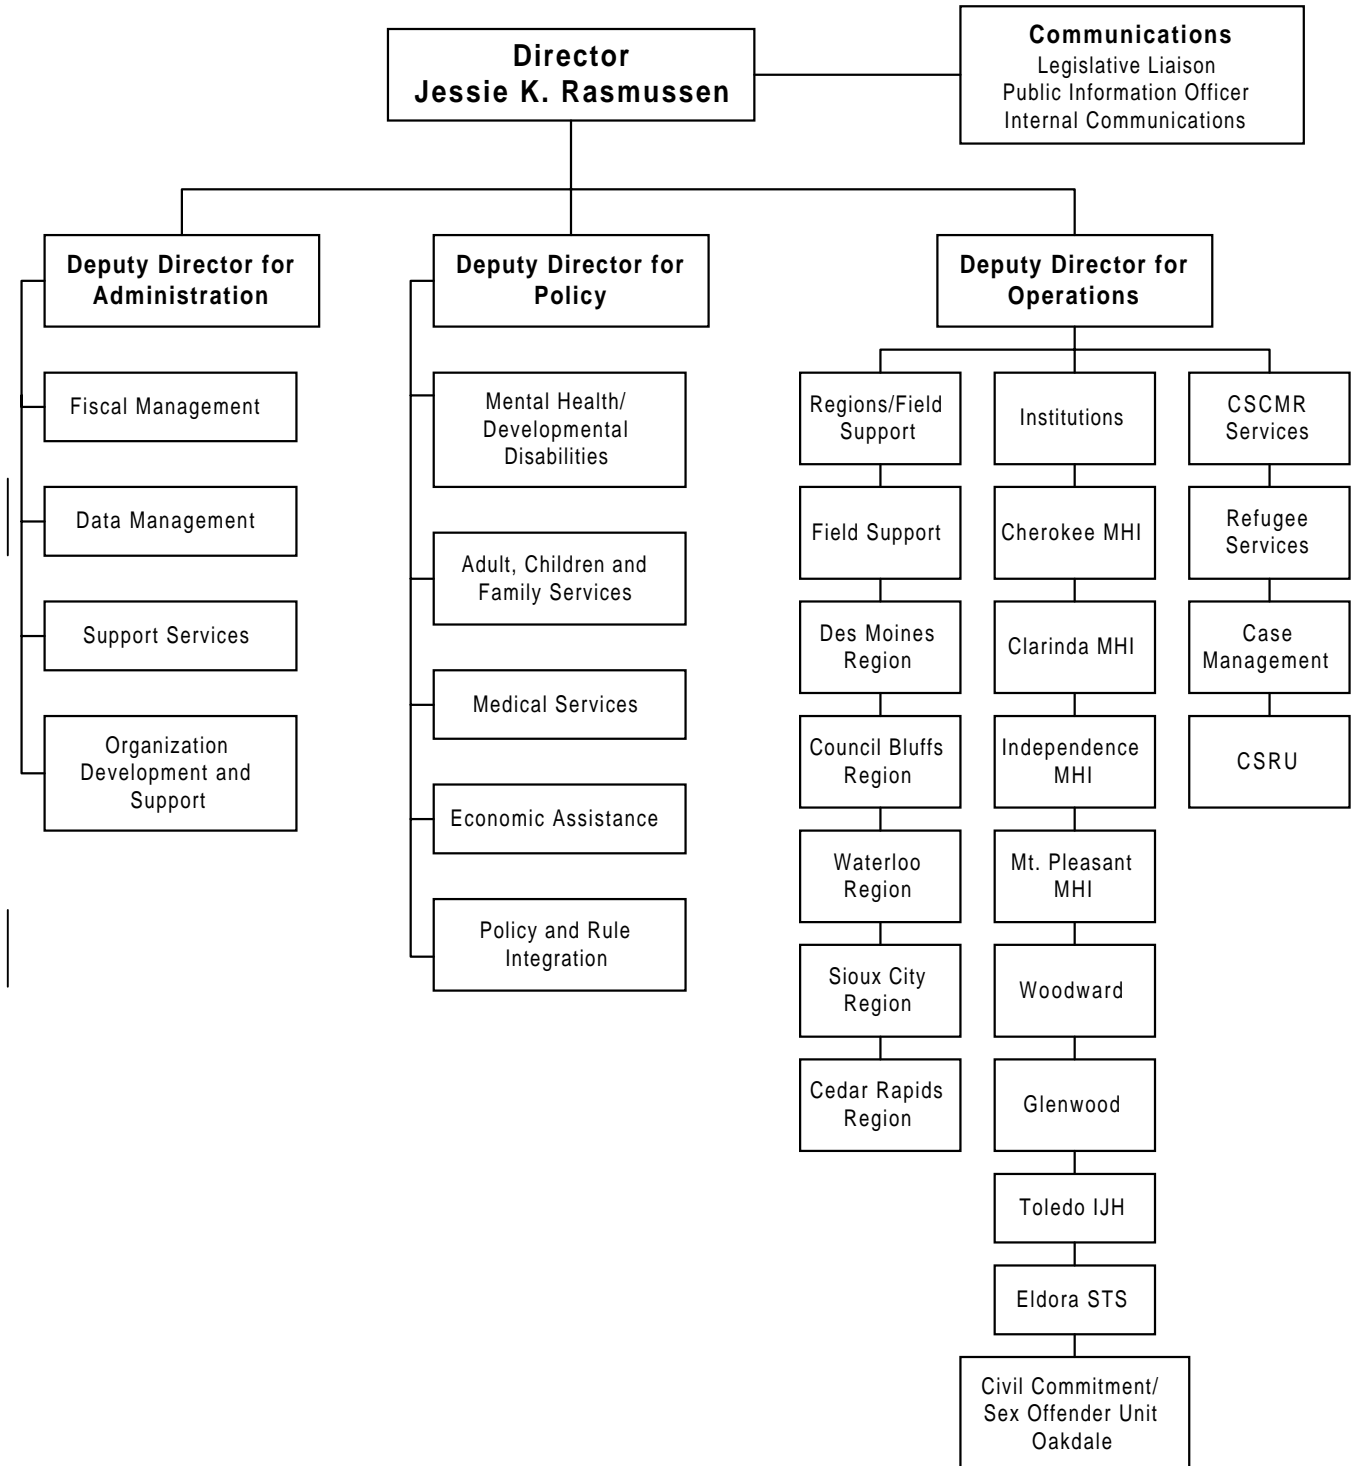 Director
Jessie K. Rasmussen
Communications
Legislative Liaison
Public Information Officer
Internal Communications
Deputy Director for
Administration
Fiscal Management
Data Management
Support Services
Organization
Development and
Support
Deputy Director for
Policy
Mental Health/
Developmental
Disabilities
Adult, Children and
Family Services
Medical Services
Economic Assistance
Policy and Rule
Integration
Deputy Director for
Operations
Regions/Field
Support
Field Support
Des Moines
Region
Council Bluffs
Region
Waterloo
Region
Sioux City
Region
Cedar Rapids
Region
Institutions
Cherokee MHI
Clarinda MHI
Independence
MHI
Mt. Pleasant
MHI
Woodward
Glenwood
Toledo IJH
Eldora STS
Civil Commitment/
Sex Offender Unit
Oakdale
CSCMR
Services
Refugee
Services
Case
Management
CSRU